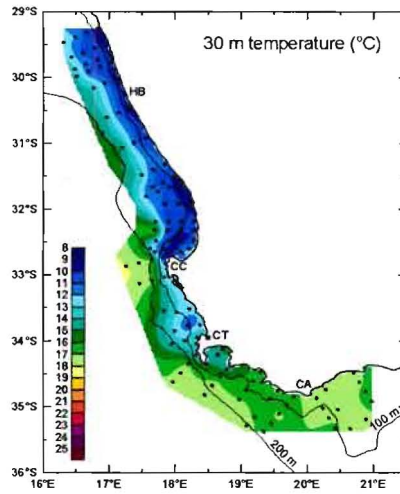 29°S
30 m temperature (°C)
30°S
HB
31°S
32°S
8
9
10
11
12
13
14
15
16
17
18
19
20
21
22
23
24
25
CC
33°S
34°S
CT
CA
35°S
200 m
100 m
36°S
16°E 17°E 18°E 19°E 20°E 21°E